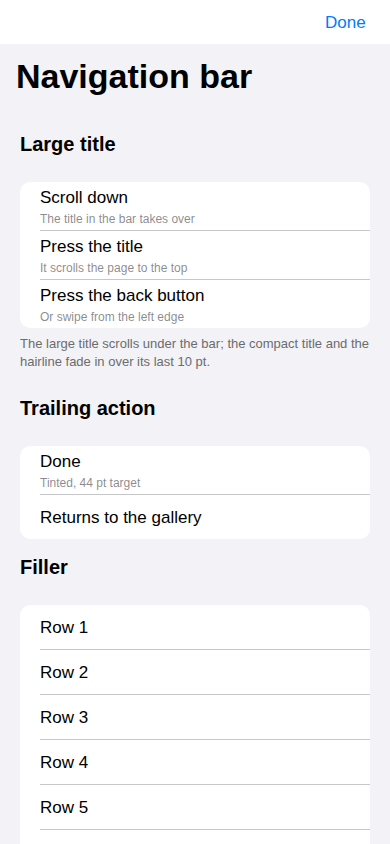 Done
Navigation bar
Large title
Scroll down
The title in the bar takes over
Press the title
It scrolls the page to the top
Press the back button
Or swipe from the left edge
The large title scrolls under the bar; the compact title and the
hairline fade in over its last 10 pt.
Trailing action
Done
Tinted, 44 pt target
Returns to the gallery
Filler
Row 1
Row 2
Row 3
Row 4
Row 5